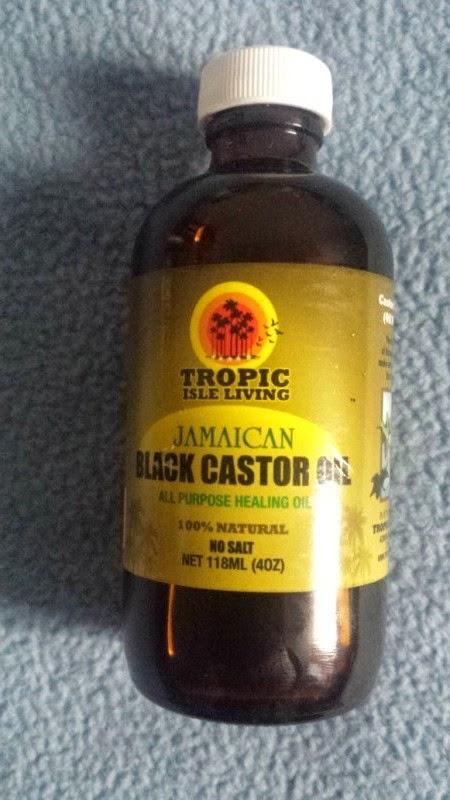 TROPIC
ISLE LIVING
JAMAICAN
BLACK CASTOR OIL
ALL PURPOSE HEALING OIL
100% NATURAL
NO SALT
NET 118ML (4OZ)